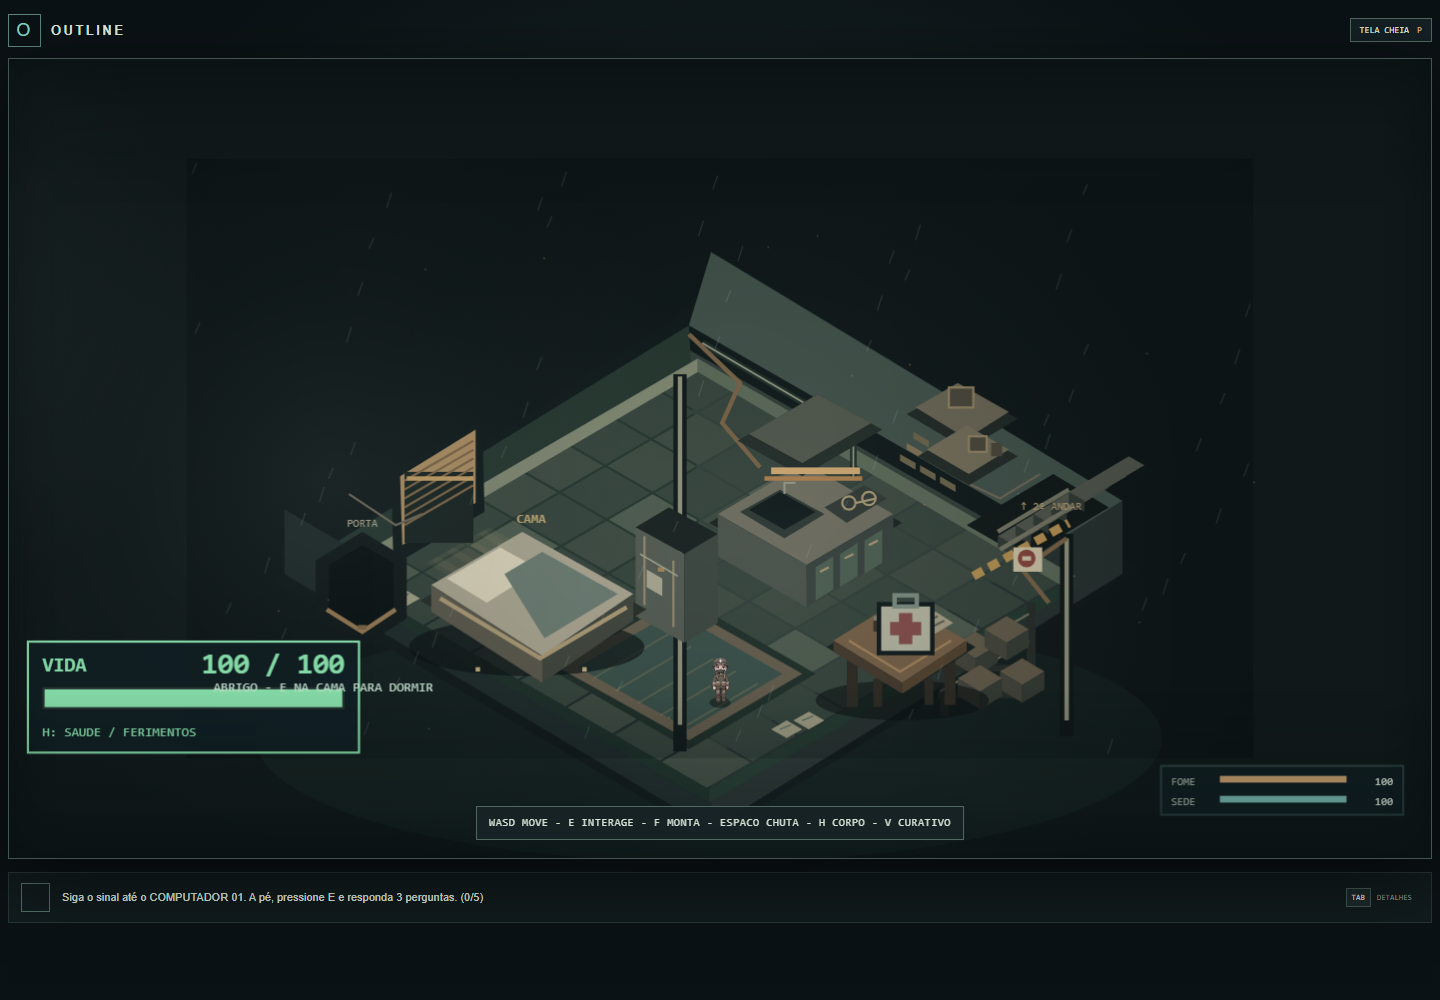 O OUTLINE
TELA CHEIA P
↑ 2º ANDAR
CAMA
PORTA
VIDA 100 / 100
ABRIGO - E NA CAMA PARA DORMIR
H: SAUDE / FERIMENTOS
FOME 100
SEDE 100
WASD MOVE - E INTERAGE - F MONTA - ESPACO CHUTA - H CORPO - V CURATIVO
Siga o sinal até o COMPUTADOR 01. A pé, pressione E e responda 3 perguntas. (0/5)
TAB DETALHES